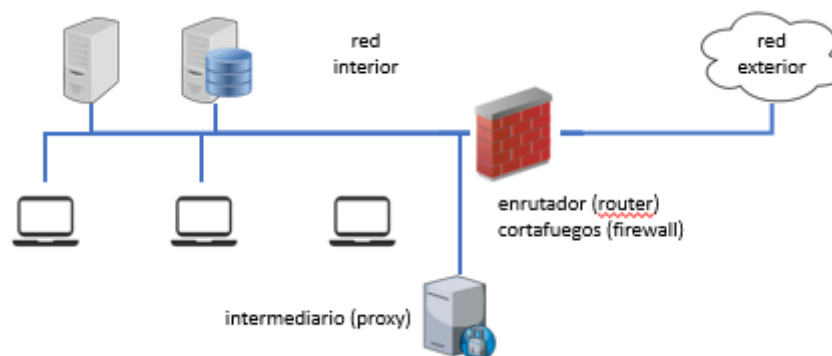 red
interior
red
exterior
enrutador (router)
cortafuegos (firewall)
intermediario (proxy)